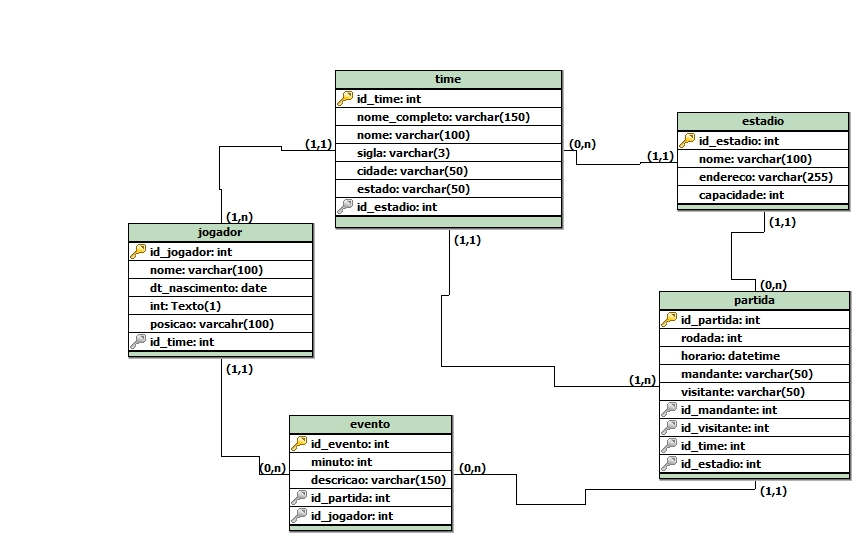 time
id_time: int
nome_completo: varchar(150)
nome: varchar(100)
sigla: varchar(3)
cidade: varchar(50)
estado: varchar(50)
id_estadio: int
(1,1)
(0,n)
(1,1)
(1,1)
estadio
id_estadio: int
nome: varchar(100)
endereco: varchar(255)
capacidade: int
(1,1)
(1,n)
jogador
id_jogador: int
nome: varchar(100)
dt_nascimento: date
int: Texto(1)
posicao: varcahr(100)
id_time: int
(1,1)
(0,n)
partida
id_partida: int
rodada: int
horario: datetime
mandante: varchar(50)
visitante: varchar(50)
id_mandante: int
id_visitante: int
id_time: int
id_estadio: int
(1,n)
(1,1)
evento
id_evento: int
minuto: int
descricao: varchar(150)
id_partida: int
id_jogador: int
(0,n)
(0,n)